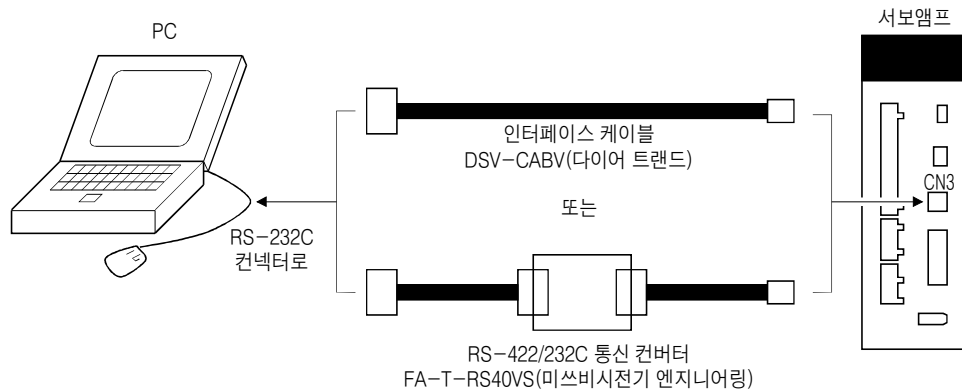 PC
서보앰프
인터페이스 케이블
DSV-CABV(다이어 트랜드)
또는
CN3
RS-232C
컨넥터로
RS-422/232C 통신 컨버터
FA-T-RS40VS(미쓰비시전기 엔지니어링)